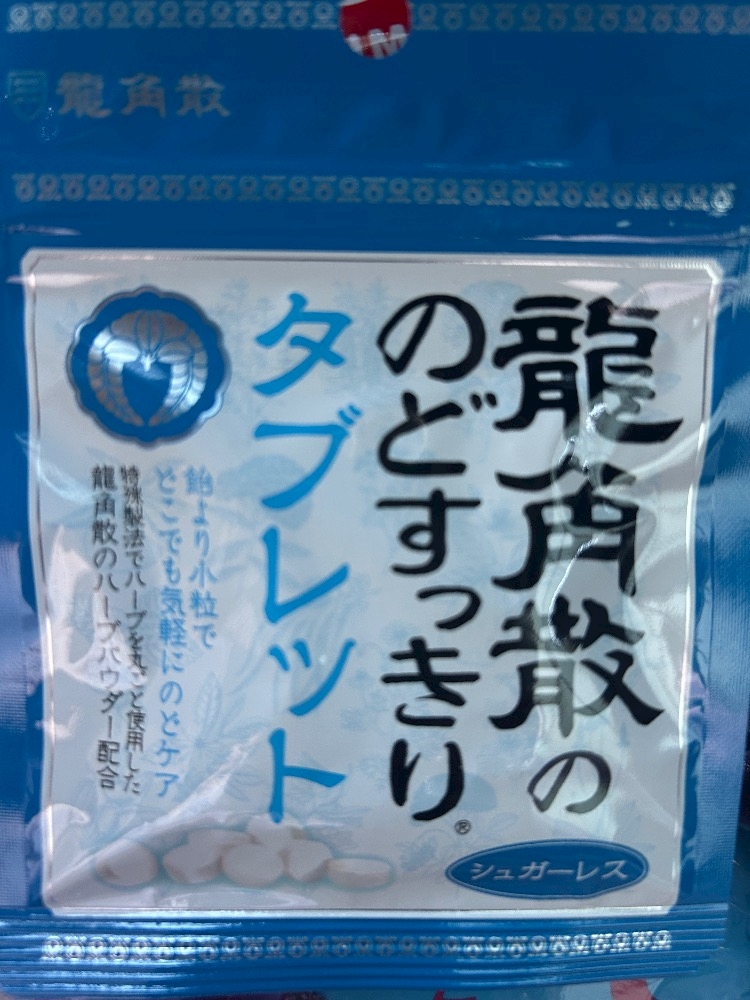 龍角散
龍角散の
のどすっきり®
タブレット
飴より小粒で
どこでも気軽にのどケア
特殊製法でハーブを丸ごと使用した
龍角散のハーブパウダー配合
シュガーレス